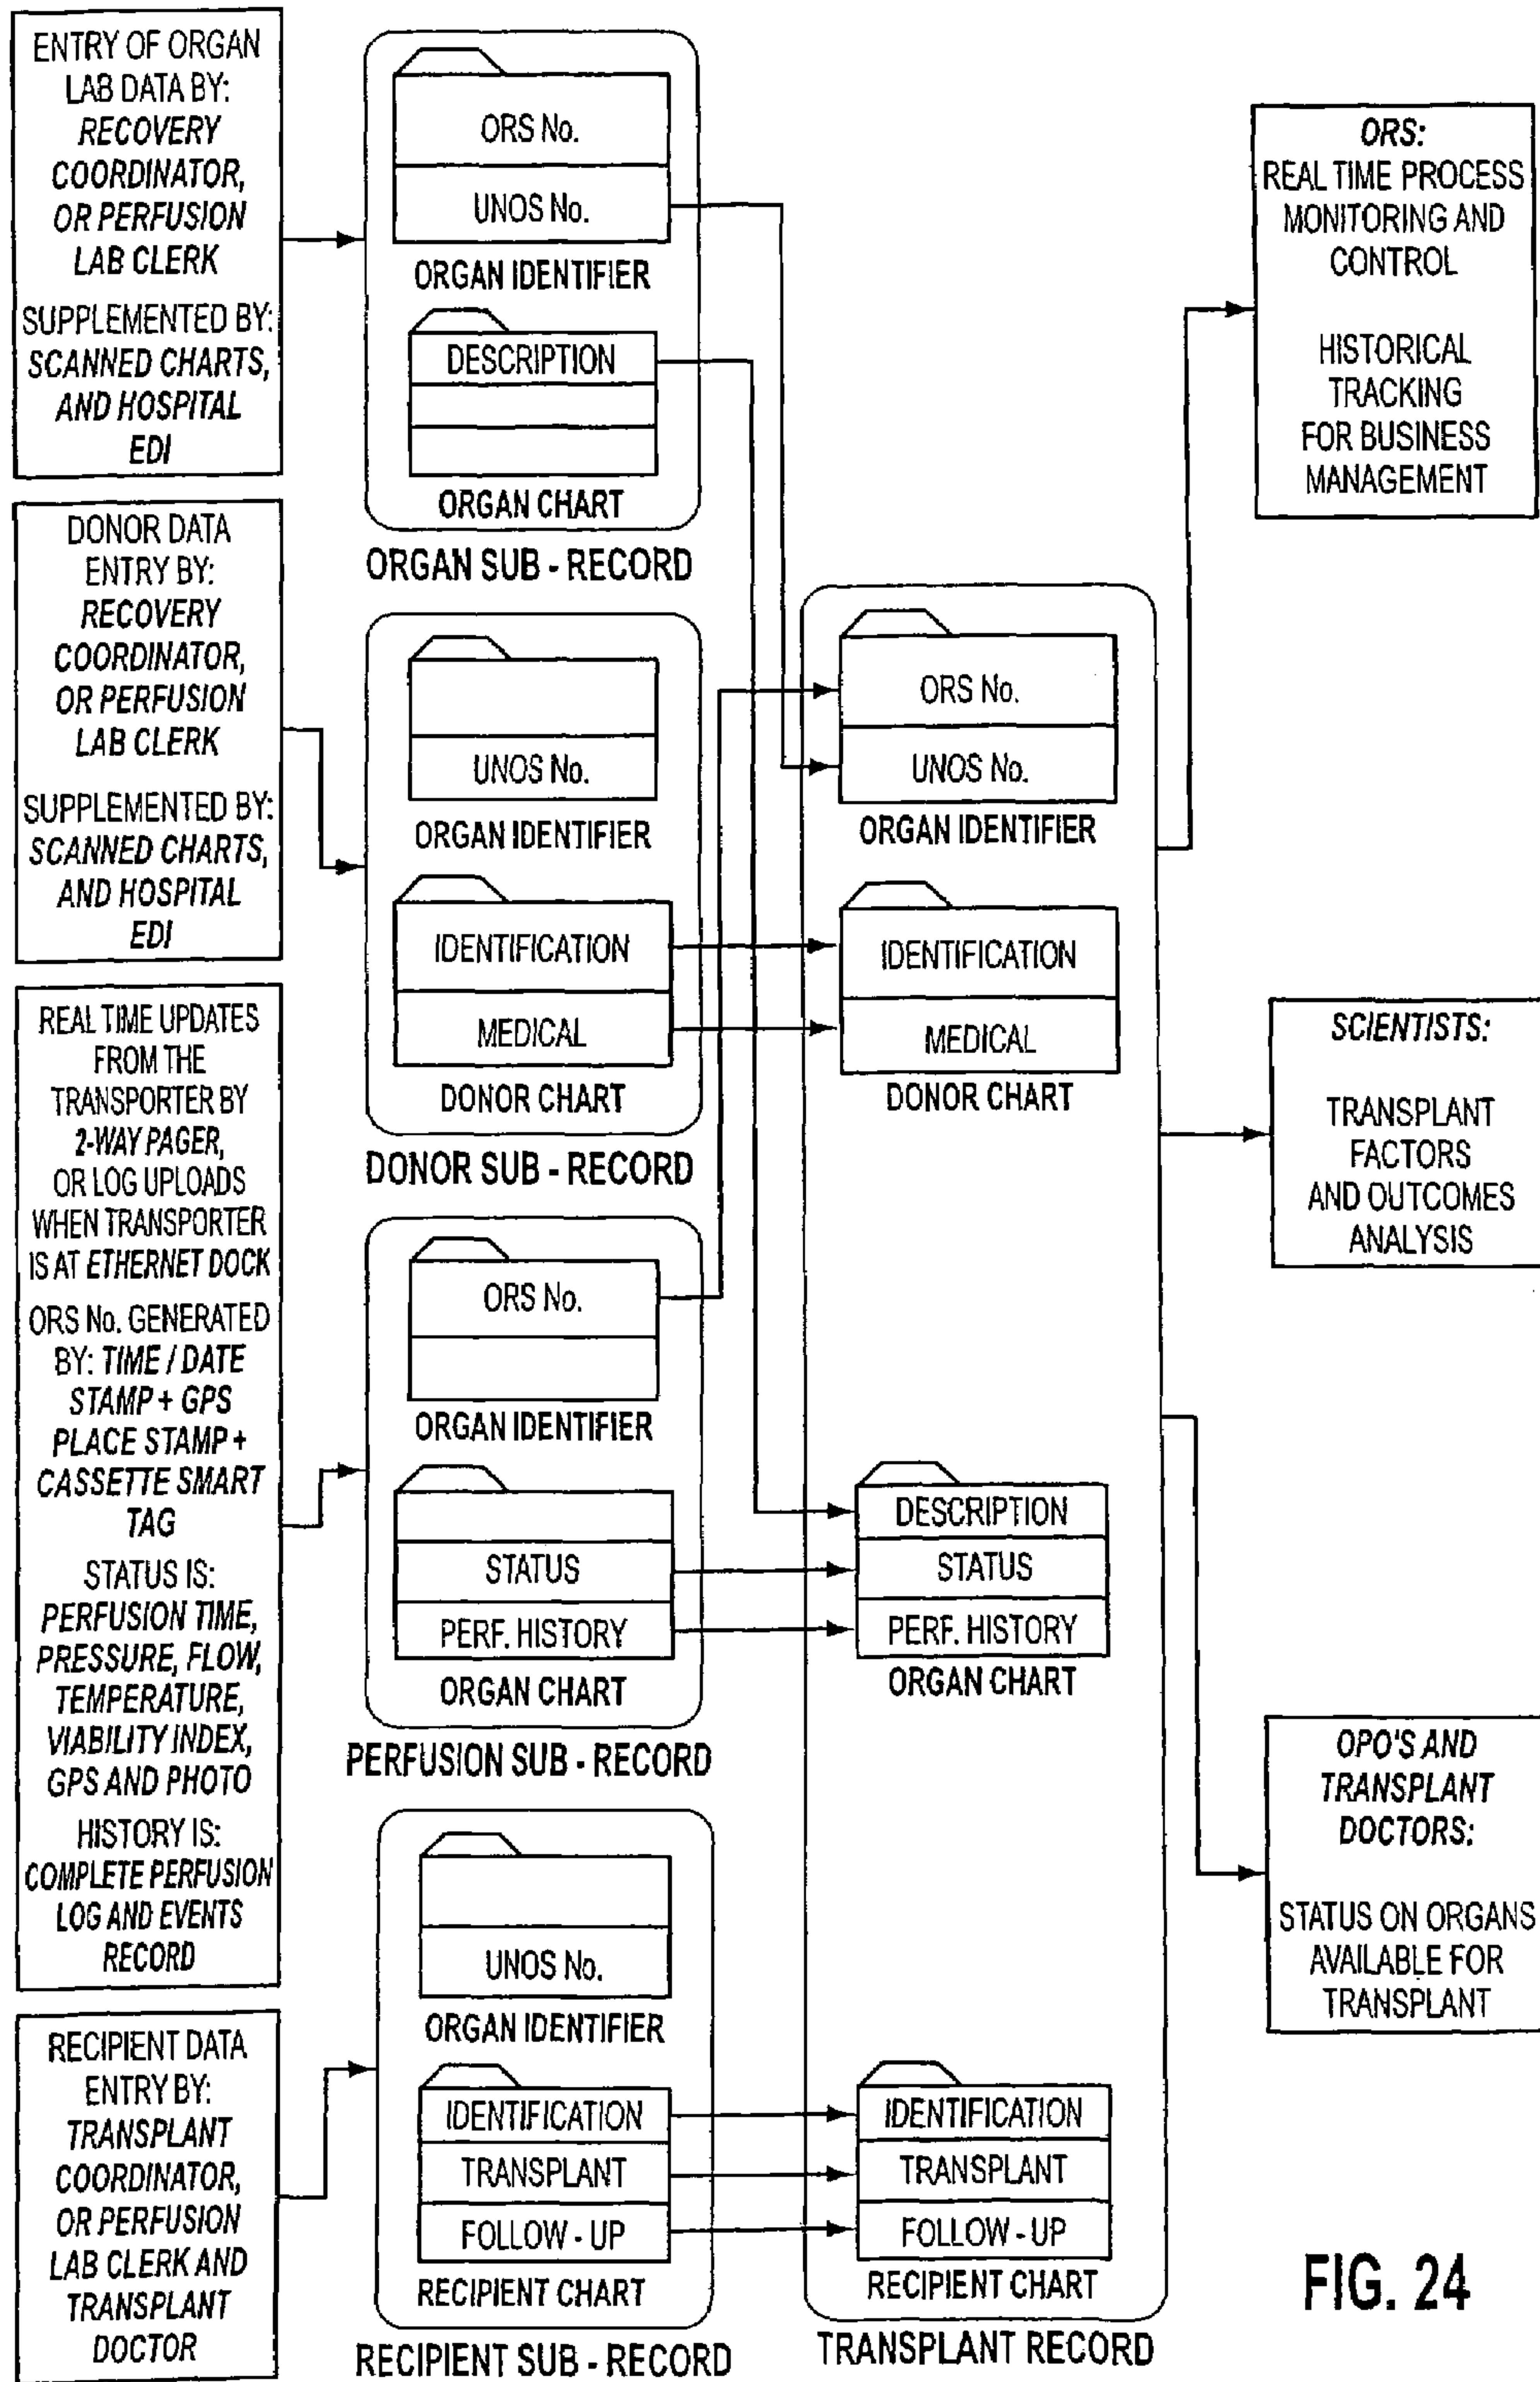 ENTRY OF ORGAN
LAB DATA BY:
RECOVERY
COORDINATOR,
OR PERFUSION
LAB CLERK
SUPPLEMENTED BY:
SCANNED CHARTS,
AND HOSPITAL
EDI
DONOR DATA
ENTRY BY:
RECOVERY
COORDINATOR,
OR PERFUSION
LAB CLERK
SUPPLEMENTED BY:
SCANNED CHARTS,
AND HOSPITAL
EDI
REAL TIME UPDATES
FROM THE
TRANSPORTER BY
2-WAY PAGER,
OR LOG UPLOADS
WHEN TRANSPORTER
IS AT ETHERNET DOCK
ORS No. GENERATED
BY: TIME / DATE
STAMP + GPS
PLACE STAMP +
CASSETTE SMART
TAG
STATUS IS:
PERFUSION TIME,
PRESSURE, FLOW,
TEMPERATURE,
VIABILITY INDEX,
GPS AND PHOTO
HISTORY IS:
COMPLETE PERFUSION
LOG AND EVENTS
RECORD
RECIPIENT DATA
ENTRY BY:
TRANSPLANT
COORDINATOR,
OR PERFUSION
LAB CLERK AND
TRANSPLANT
DOCTOR
ORS No.
UNOS No.
ORGAN IDENTIFIER
DESCRIPTION
ORGAN CHART
ORGAN SUB - RECORD
UNOS No.
ORGAN IDENTIFIER
IDENTIFICATION
MEDICAL
DONOR CHART
DONOR SUB - RECORD
ORS No.
ORGAN IDENTIFIER
STATUS
PERF. HISTORY
ORGAN CHART
PERFUSION SUB - RECORD
UNOS No.
ORGAN IDENTIFIER
IDENTIFICATION
TRANSPLANT
FOLLOW - UP
RECIPIENT CHART
RECIPIENT SUB - RECORD
ORS No.
UNOS No.
ORGAN IDENTIFIER
IDENTIFICATION
MEDICAL
DONOR CHART
DESCRIPTION
STATUS
PERF. HISTORY
ORGAN CHART
IDENTIFICATION
TRANSPLANT
FOLLOW - UP
RECIPIENT CHART
TRANSPLANT RECORD
ORS:
REAL TIME PROCESS
MONITORING AND
CONTROL
HISTORICAL
TRACKING
FOR BUSINESS
MANAGEMENT
SCIENTISTS:
TRANSPLANT
FACTORS
AND OUTCOMES
ANALYSIS
OPO'S AND
TRANSPLANT
DOCTORS:
STATUS ON ORGANS
AVAILABLE FOR
TRANSPLANT
FIG. 24